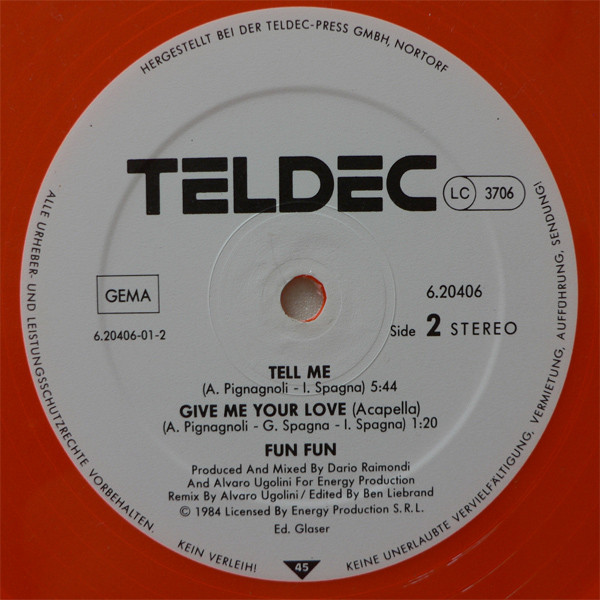 HERGESTELLT BEI DER TELDEC-PRESS GMBH, NORTORF
TELDEC
LC 3706
GEMA
6.20406-01-2
6.20406
Side 2 STEREO
TELL ME
(A. Pignagnoli - I. Spagna) 5:44
GIVE ME YOUR LOVE (Acapella)
(A. Pignagnoli - G. Spagna - I. Spagna) 1:20
FUN FUN
Produced And Mixed By Dario Raimondi
And Alvaro Ugolini For Energy Production
Remix By Alvaro Ugolini / Edited By Ben Liebrand
© 1984 Licensed By Energy Production S.R.L.
Ed. Glaser
45
ALLE URHEBER- UND LEISTUNGSSCHUTZRECHTE VORBEHALTEN. KEIN VERLEIH! KEINE UNERLAUBTE VERVIELFÄLTIGUNG, VERMIETUNG, AUFFÜHRUNG, SENDUNG!